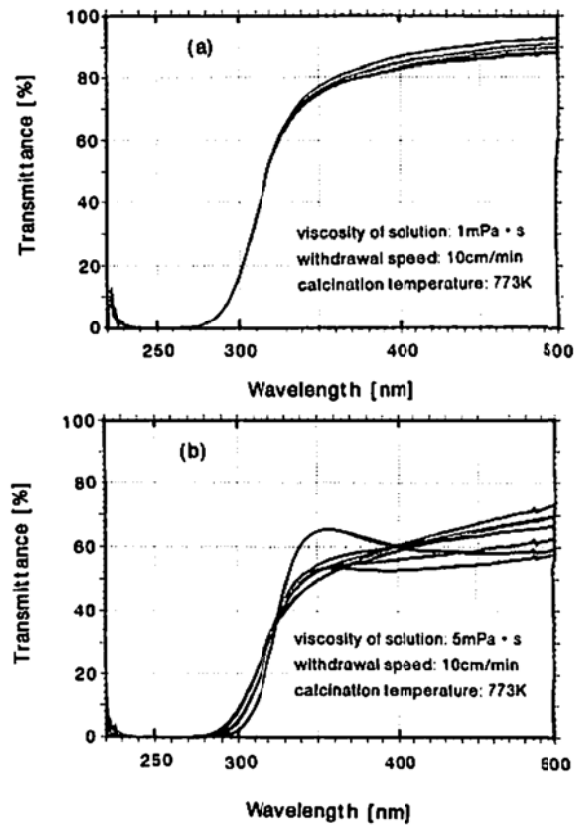 (a)
Transmittance [%]
100
80
60
40
20
0
viscosity of solution: 1mPa • s
withdrawal speed: 10cm/min
calcination temperature: 773K
250 300 400 500
Wavelength [nm]
(b)
Transmittance [%]
100
80
60
40
20
0
viscosity of solution: 5mPa • s
withdrawal speed: 10cm/min
calcination temperature: 773K
250 300 400 500
Wavelength [nm]